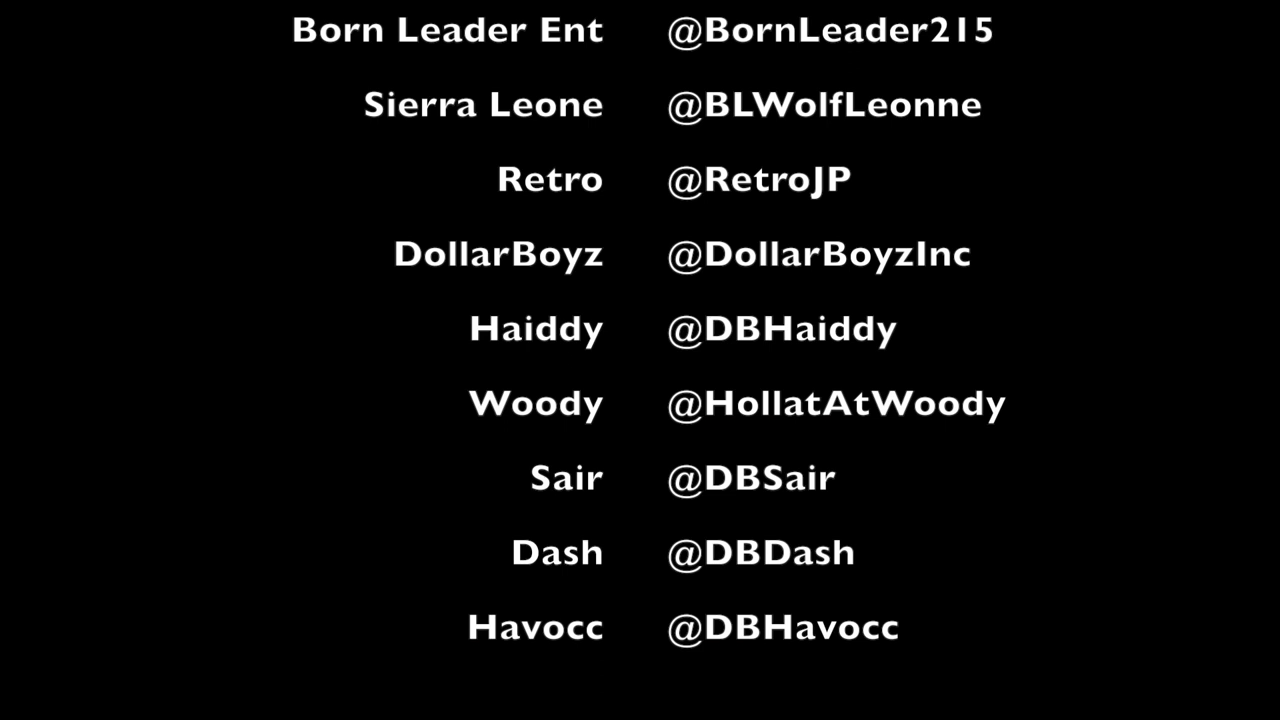 Born Leader Ent @BornLeader215
Sierra Leone @BLWolfLeonne
Retro @RetroJP
DollarBoyz @DollarBoyzInc
Haiddy @DBHaiddy
Woody @HollatAtWoody
Sair @DBSair
Dash @DBDash
Havocc @DBHavocc